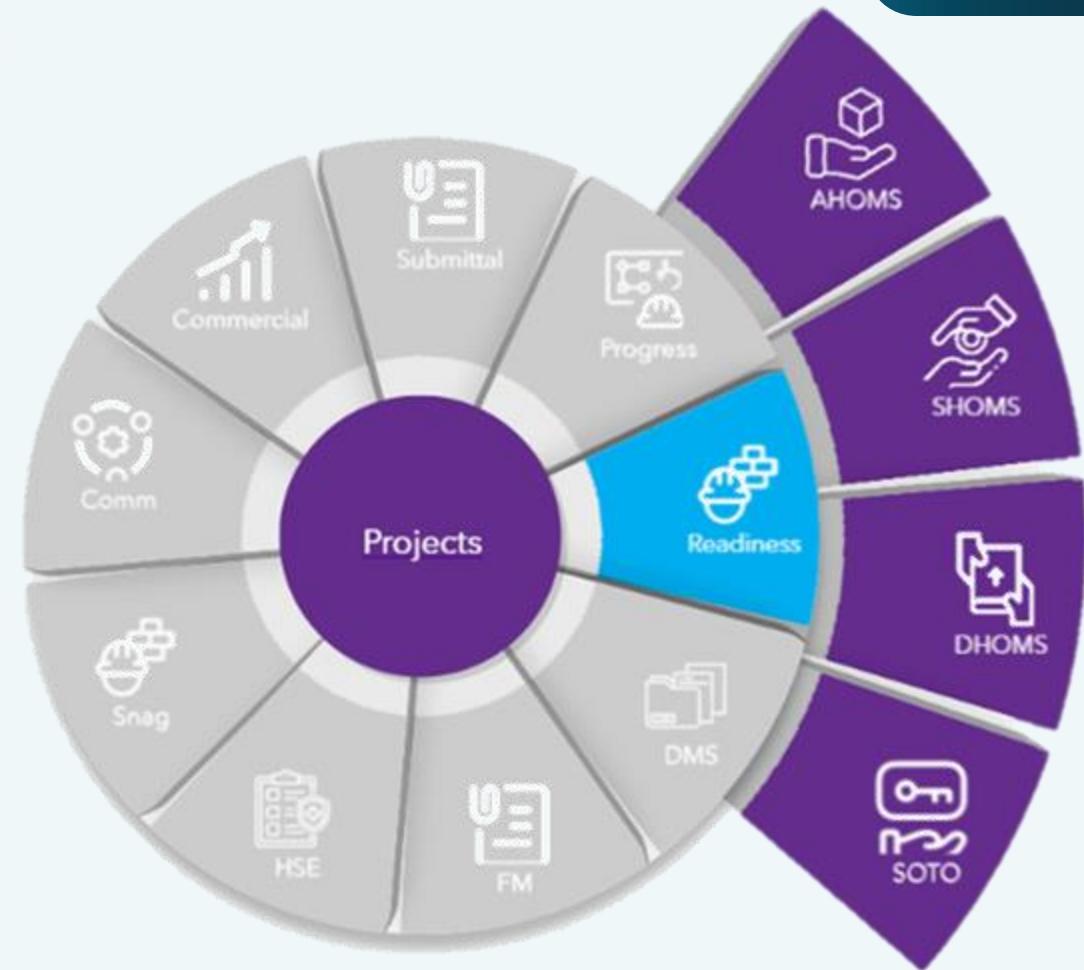 AHOMS
Submittal
Commercial
Progress
SHOMS
Comm
Readiness
Projects
DHOMS
Snag
DMS
HSE
FM
SOTO